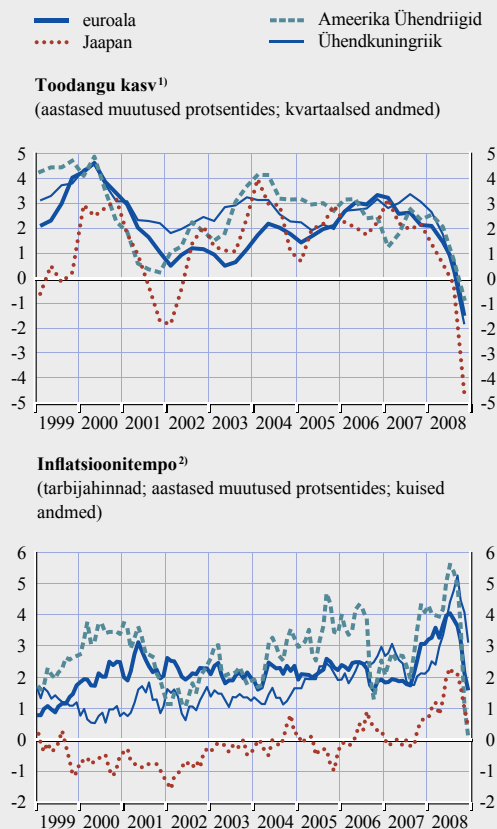 euroala
Jaapan
Ameerika Ühendriigid
Ühendkuningriik
Toodangu kasv1)
(aastased muutused protsentides; kvartaalsed andmed)
5 5
4 4
3 3
2 2
1 1
0 0
-1 -1
-2 -2
-3 -3
-4 -4
-5 -5
1999 2000 2001 2002 2003 2004 2005 2006 2007 2008
Inflatsioonitempo2)
(tarbijahinnad; aastased muutused protsentides; kuised
andmed)
6 6
5 5
4 4
3 3
2 2
1 1
0 0
-1 -1
-2 -2
1999 2000 2001 2002 2003 2004 2005 2006 2007 2008